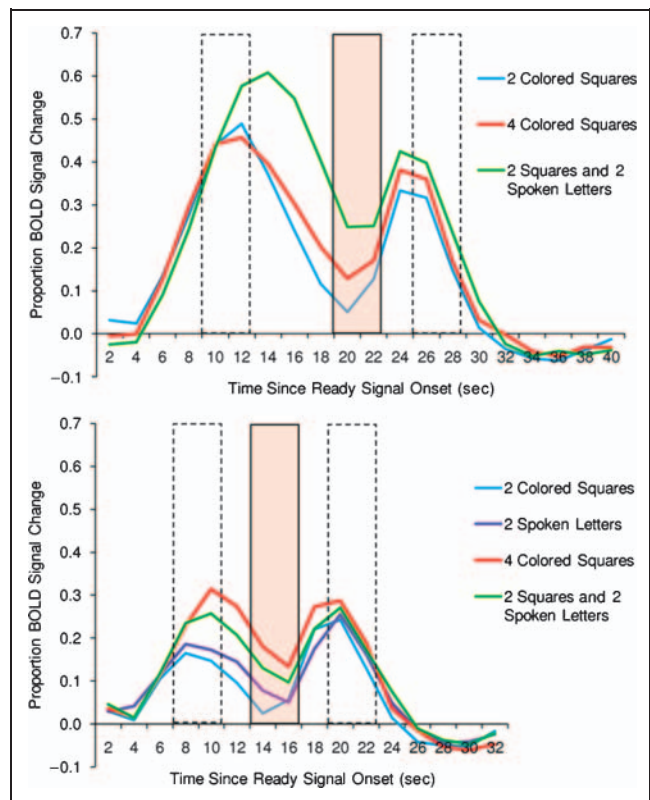 0.7
0.6
0.5
0.4
0.3
0.2
0.1
0.0
−0.1
Proportion BOLD Signal Change
2 4 6 8 10 12 14 16 18 20 22 24 26 28 30 32 34 36 38 40
Time Since Ready Signal Onset (sec)
2 Colored Squares
4 Colored Squares
2 Squares and 2
Spoken Letters
0.7
0.6
0.5
0.4
0.3
0.2
0.1
0.0
−0.1
Proportion BOLD Signal Change
2 4 6 8 10 12 14 16 18 20 22 24 26 28 30 32
Time Since Ready Signal Onset (sec)
2 Colored Squares
2 Spoken Letters
4 Colored Squares
2 Squares and 2
Spoken Letters